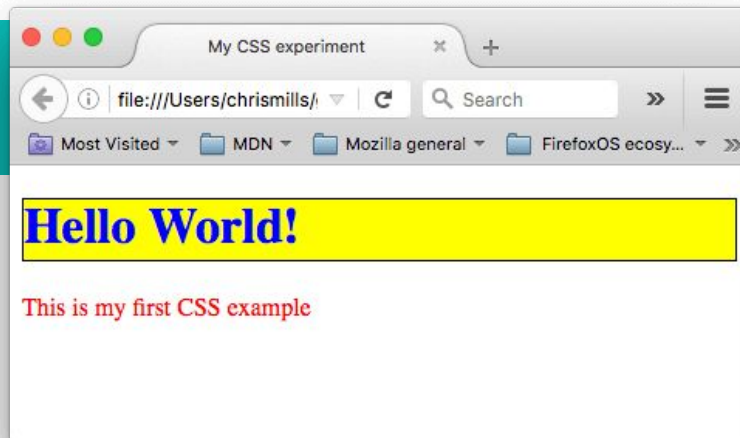 My CSS experiment
file:///Users/chrismills/
Search
Most Visited MDN Mozilla general FirefoxOS ecosy...
Hello World!
This is my first CSS example